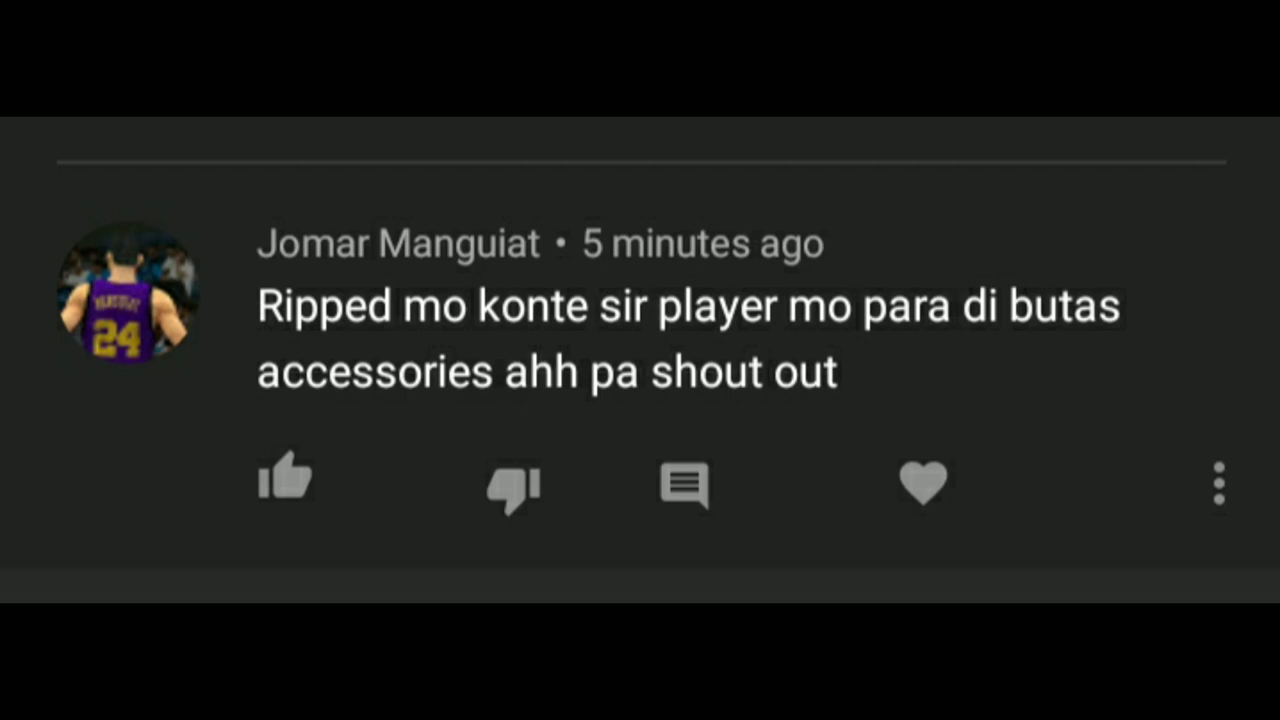 Jomar Manguiat • 5 minutes ago
Ripped mo konte sir player mo para di butas
accessories ahh pa shout out
24